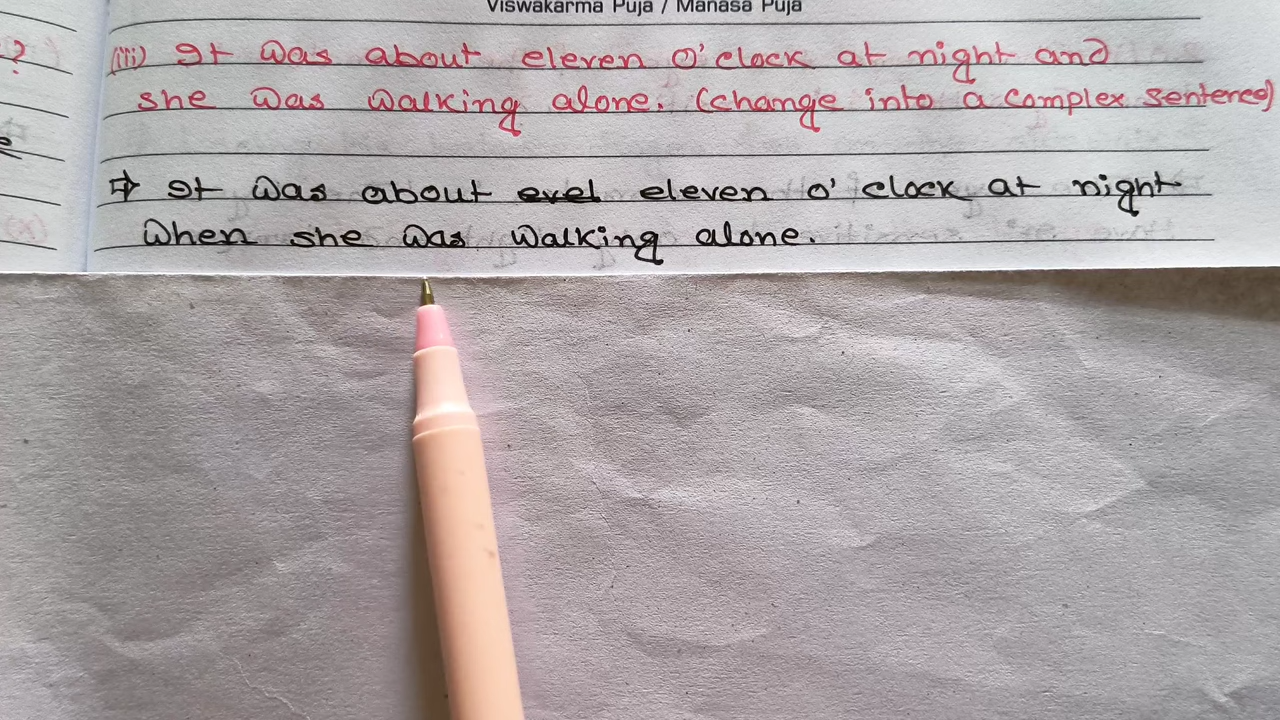 Viswakarma Puja / Manasa Puja
?
(iii) It was about eleven o'clock at night and
she was walking alone. (change into a complex sentence)
⇒ It was about evel eleven o' clock at night
when she was walking alone.